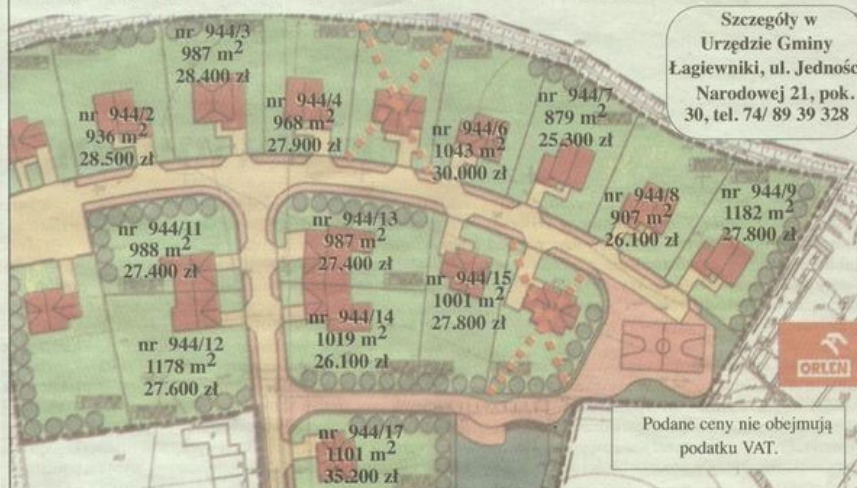 Szczegóły w
Urzędzie Gminy
Łagiewniki, ul. Jednośc
Narodowej 21, pok.
30, tel. 74/ 89 39 328
nr 944/3
987 m²
28.400 zł
nr 944/2
936 m²
28.500 zł
nr 944/4
968 m²
27.900 zł
nr 944/6
1043 m²
30.000 zł
nr 944/7
879 m²
25.300 zł
nr 944/8
907 m²
26.100 zł
nr 944/9
1182 m²
27.800 zł
nr 944/11
988 m²
27.400 zł
nr 944/13
987 m²
27,400 zł
nr 944/15
1001 m²
27.800 zł
nr 944/12
1178 m²
27.600 zł
nr 944/14
1019 m²
26.100 zł
nr 944/17
1101 m²
35.200 zł
ORLEN
Podane ceny nie obejmują
podatku VAT.